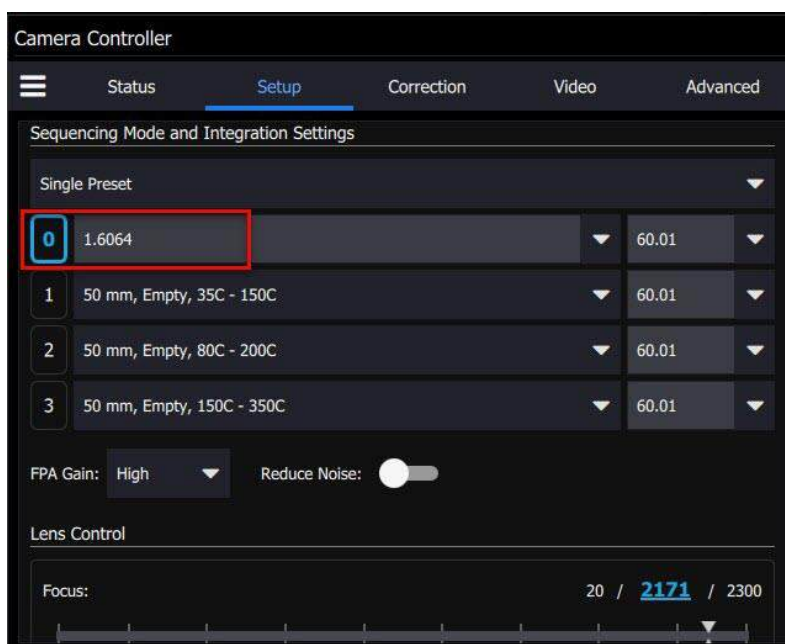 Camera Controller
Status Setup Correction Video Advanced
Sequencing Mode and Integration Settings
Single Preset
0 1.6064 60.01
1 50 mm, Empty, 35C - 150C 60.01
2 50 mm, Empty, 80C - 200C 60.01
3 50 mm, Empty, 150C - 350C 60.01
FPA Gain: High Reduce Noise:
Lens Control
Focus: 20 / 2171 / 2300